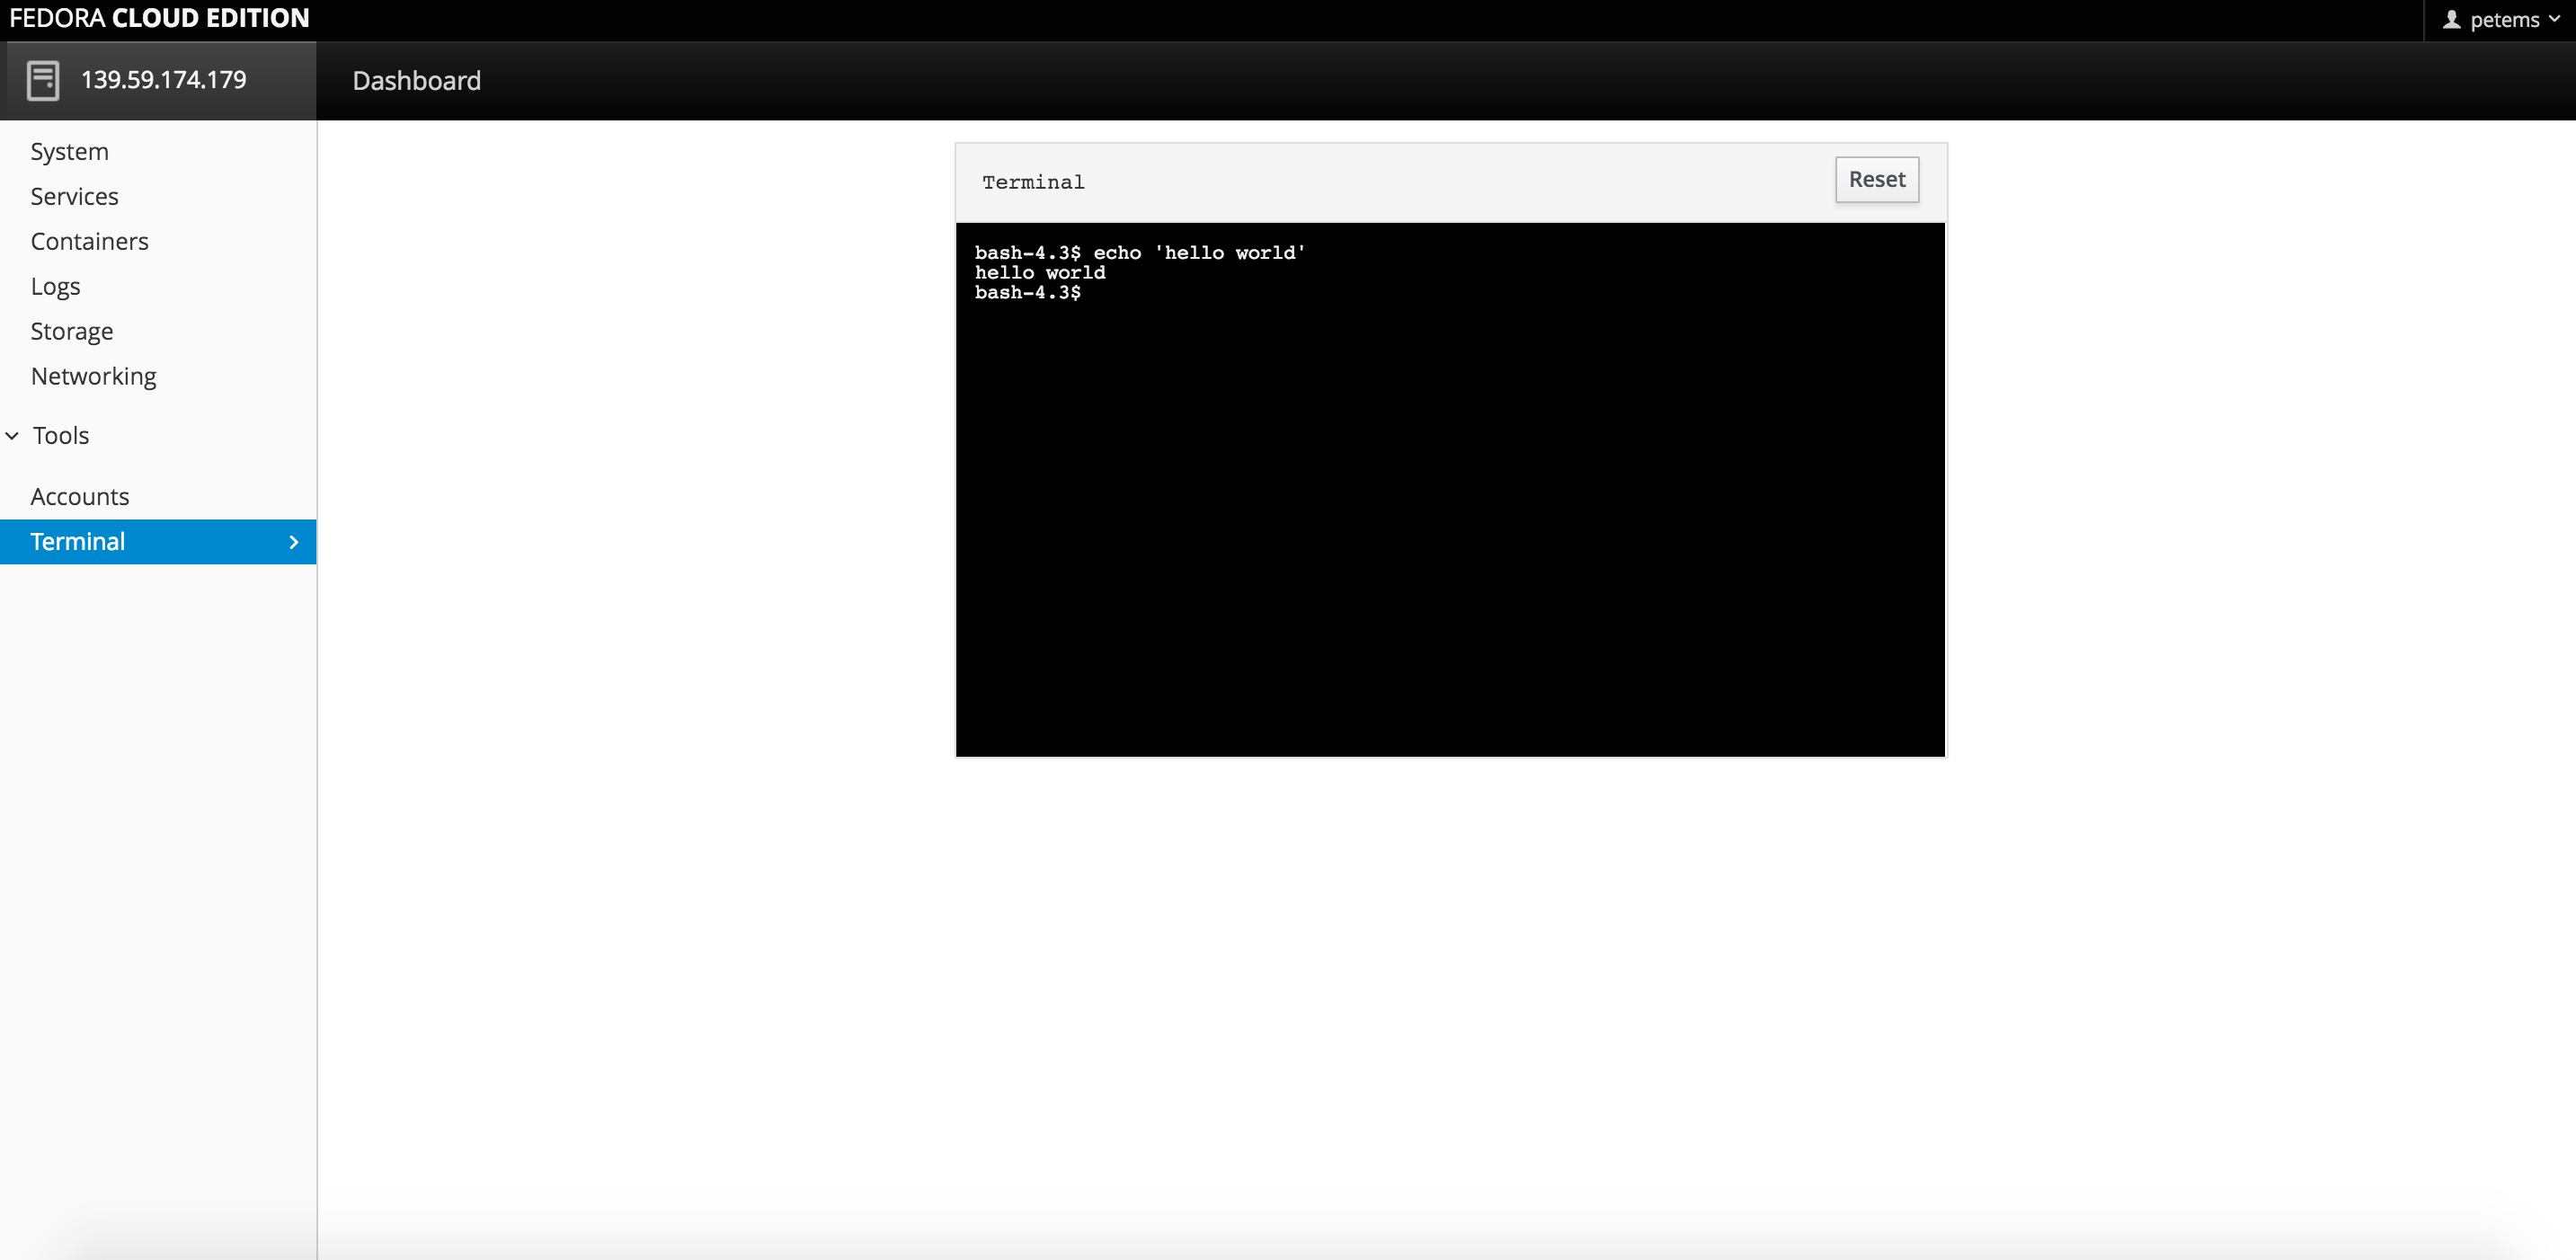 FEDORA CLOUD EDITION
petems
139.59.174.179
Dashboard
System
Services
Containers
Logs
Storage
Networking
Tools
Accounts
Terminal
Terminal
Reset
bash-4.3$ echo 'hello world'
hello world
bash-4.3$